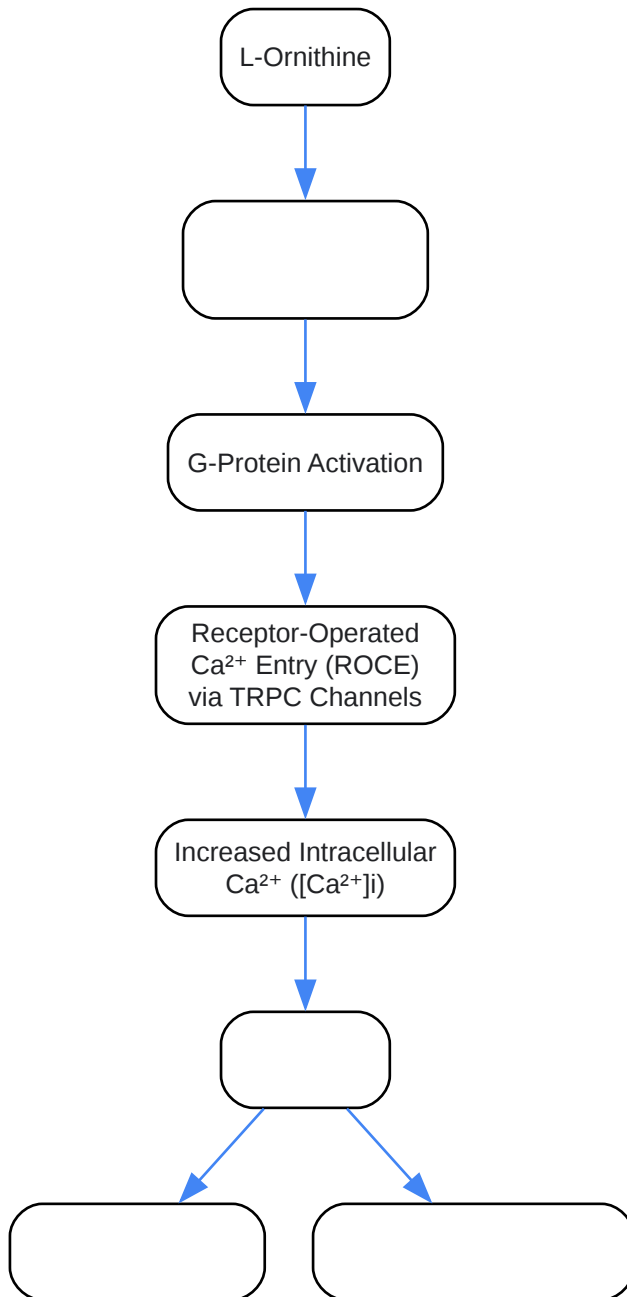 L-Ornithine
G-Protein Activation
Receptor-Operated
Ca²⁺ Entry (ROCE)
via TRPC Channels
Increased Intracellular
Ca²⁺ ([Ca²⁺]i)